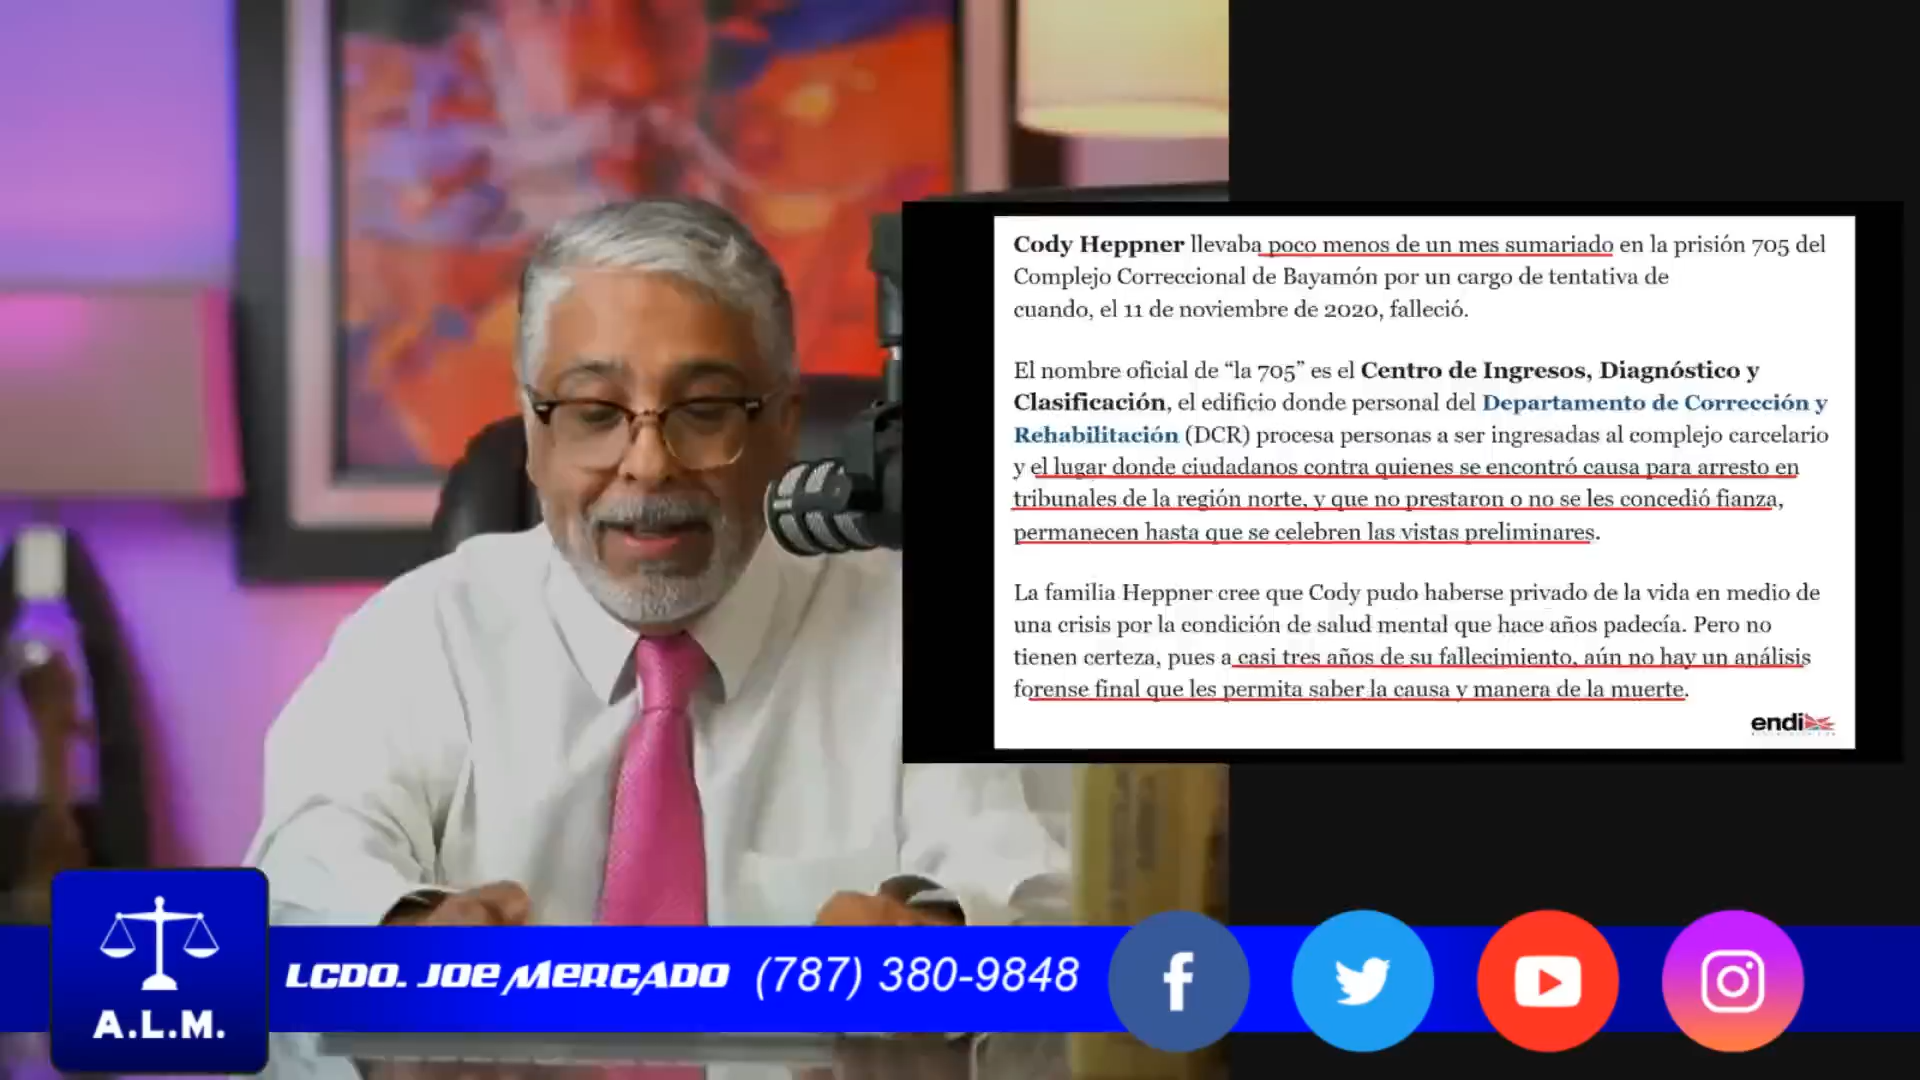 Cody Heppner llevaba poco menos de un mes sumariado en la prisión 705 del
Complejo Correccional de Bayamón por un cargo de tentativa de
cuando, el 11 de noviembre de 2020, falleció.
El nombre oficial de “la 705” es el Centro de Ingresos, Diagnóstico y
Clasificación, el edificio donde personal del Departamento de Corrección y
Rehabilitación (DCR) procesa personas a ser ingresadas al complejo carcelario
y el lugar donde ciudadanos contra quienes se encontró causa para arresto en
tribunales de la región norte, y que no prestaron o no se les concedió fianza,
permanecen hasta que se celebren las vistas preliminares.
La familia Heppner cree que Cody pudo haberse privado de la vida en medio de
una crisis por la condición de salud mental que hace años padecía. Pero no
tienen certeza, pues a casi tres años de su fallecimiento, aún no hay un análisis
forense final que les permita saber la causa y manera de la muerte.
endi
LCDO. JOE MERCADO (787) 380-9848
A.L.M.